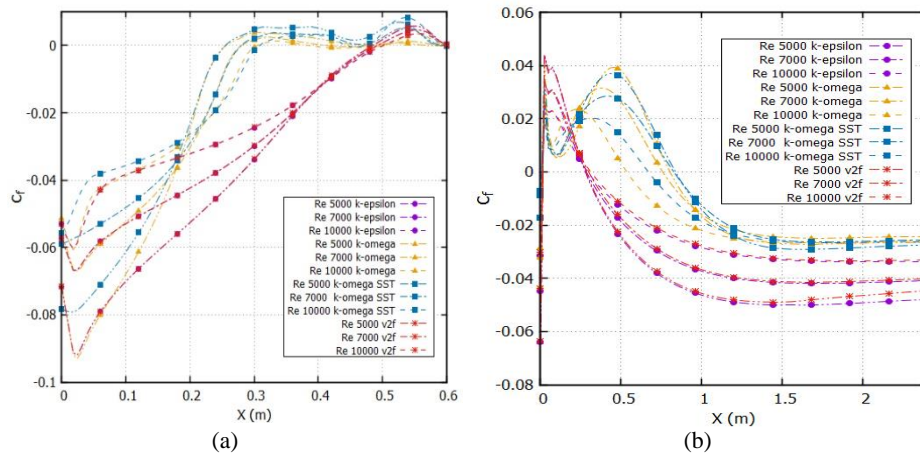 0
-0.02
-0.04
-0.06
-0.08
-0.1
Cf
Re 5000 k-epsilon
Re 7000 k-epsilon
Re 10000 k-epsilon
Re 5000 k-omega
Re 7000 k-omega
Re 10000 k-omega
Re 5000 k-omega SST
Re 7000 k-omega SST
Re 10000 k-omega SST
Re 5000 v2f
Re 7000 v2f
Re 10000 v2f
0 0.1 0.2 0.3 0.4 0.5 0.6
X (m)
(a)
0.06
0.04
0.02
0
-0.02
-0.04
-0.06
-0.08
Cf
Re 5000 k-epsilon
Re 7000 k-epsilon
Re 10000 k-epsilon
Re 5000 k-omega
Re 7000 k-omega
Re 10000 k-omega
Re 5000 k-omega SST
Re 7000 k-omega SST
Re 10000 k-omega SST
Re 5000 v2f
Re 7000 v2f
Re 10000 v2f
0 0.5 1 1.5 2
X (m)
(b)